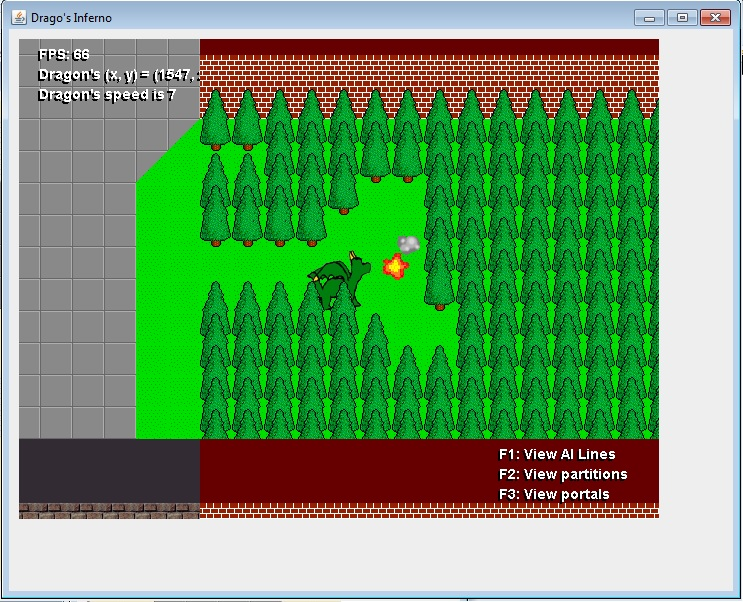 Drago's Inferno
FPS: 66
Dragon's (x, y) = (1547,
Dragon's speed is 7
F1: View AI Lines
F2: View partitions
F3: View portals